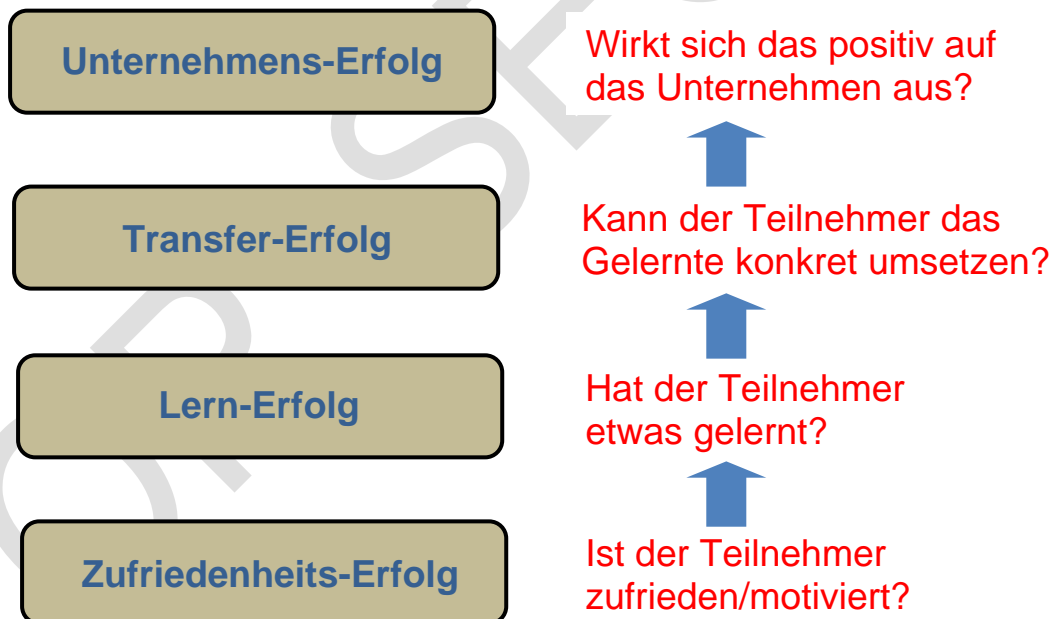 Unternehmens-Erfolg
Wirkt sich das positiv auf
das Unternehmen aus?
Transfer-Erfolg
Kann der Teilnehmer das
Gelernte konkret umsetzen?
Lern-Erfolg
Hat der Teilnehmer
etwas gelernt?
Zufriedenheits-Erfolg
Ist der Teilnehmer
zufrieden/motiviert?